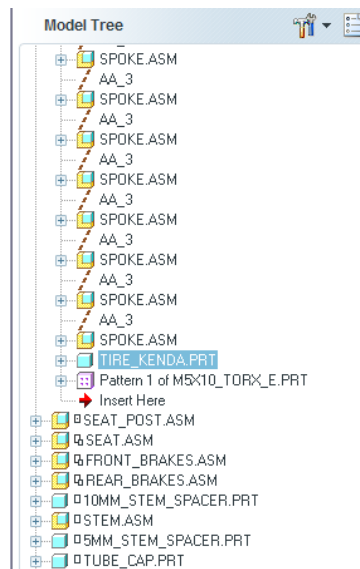 Model Tree
SPOKE.ASM
AA_3
SPOKE.ASM
AA_3
SPOKE.ASM
AA_3
SPOKE.ASM
AA_3
SPOKE.ASM
AA_3
SPOKE.ASM
AA_3
SPOKE.ASM
AA_3
SPOKE.ASM
TIRE_KENDA.PRT
Pattern 1 of M5X10_TORX_E.PRT
Insert Here
SEAT_POST.ASM
SEAT.ASM
FRONT_BRAKES.ASM
REAR_BRAKES.ASM
10MM_STEM_SPACER.PRT
STEM.ASM
5MM_STEM_SPACER.PRT
TUBE_CAP.PRT